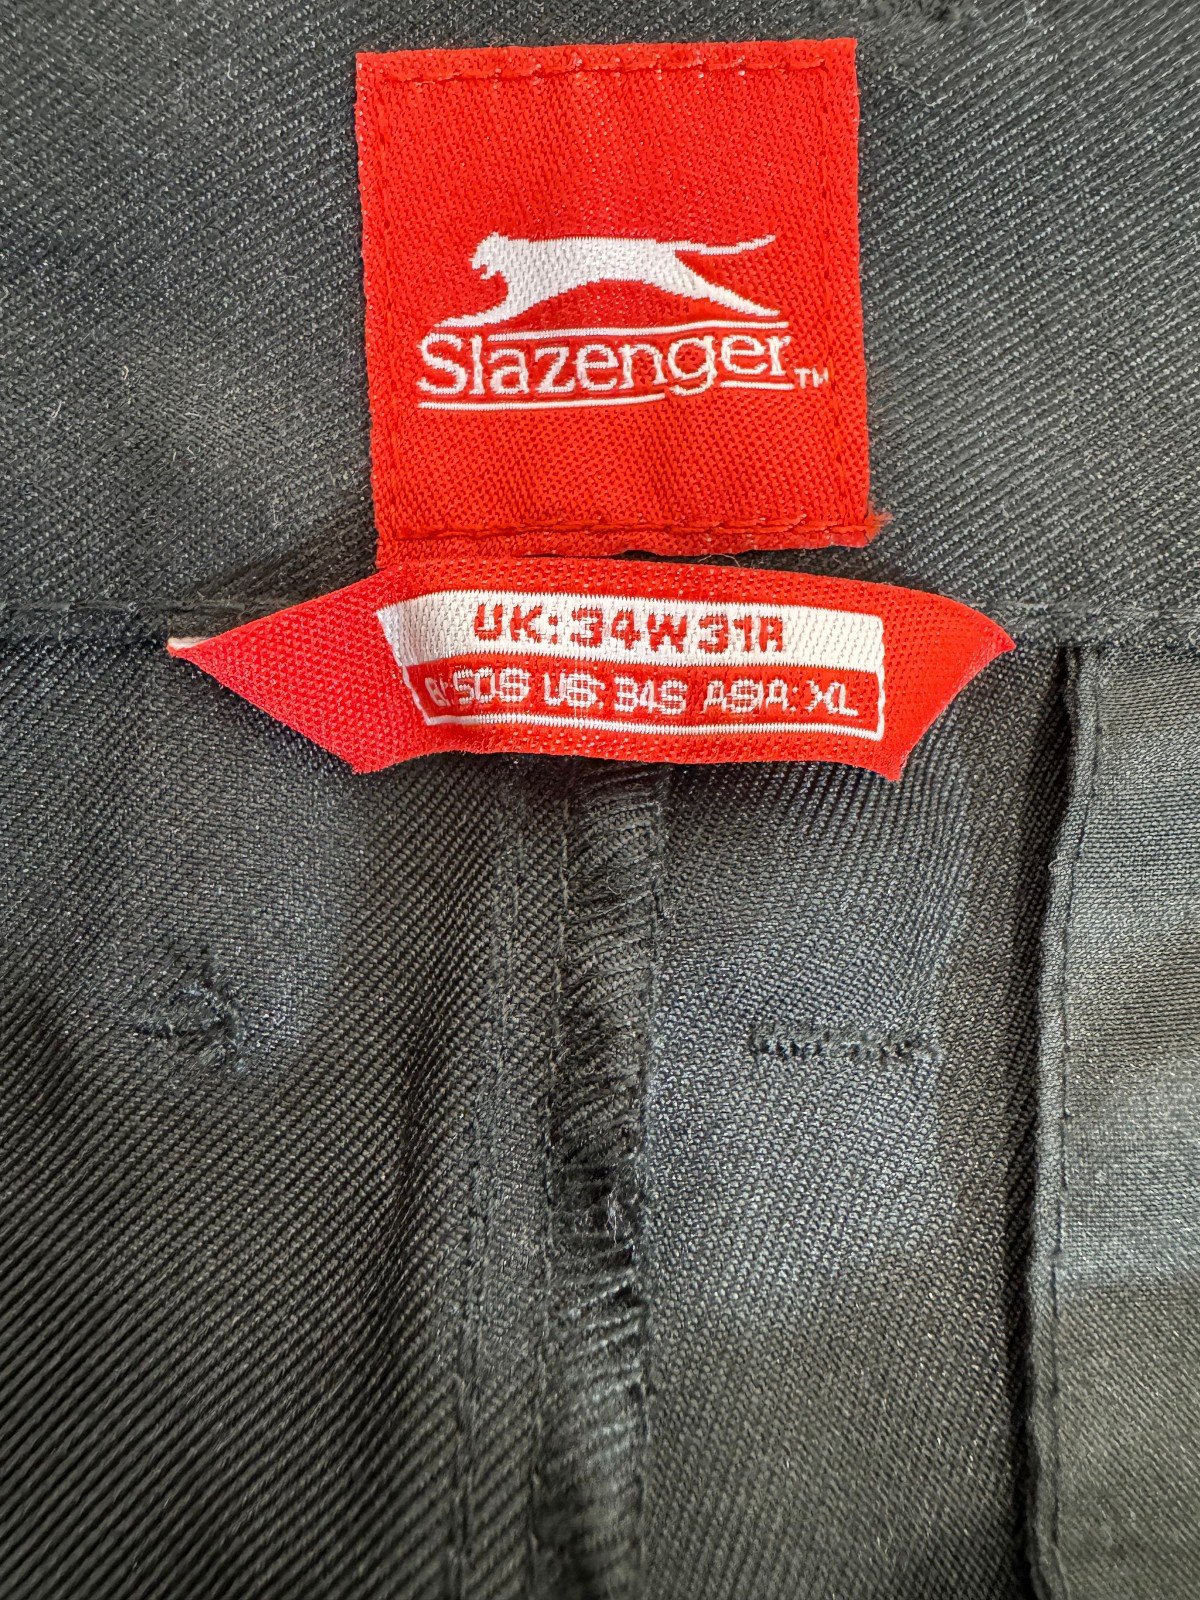 Slazenger™
UK: 34W 31R
EU: 50S US: 34S ASIA: XL